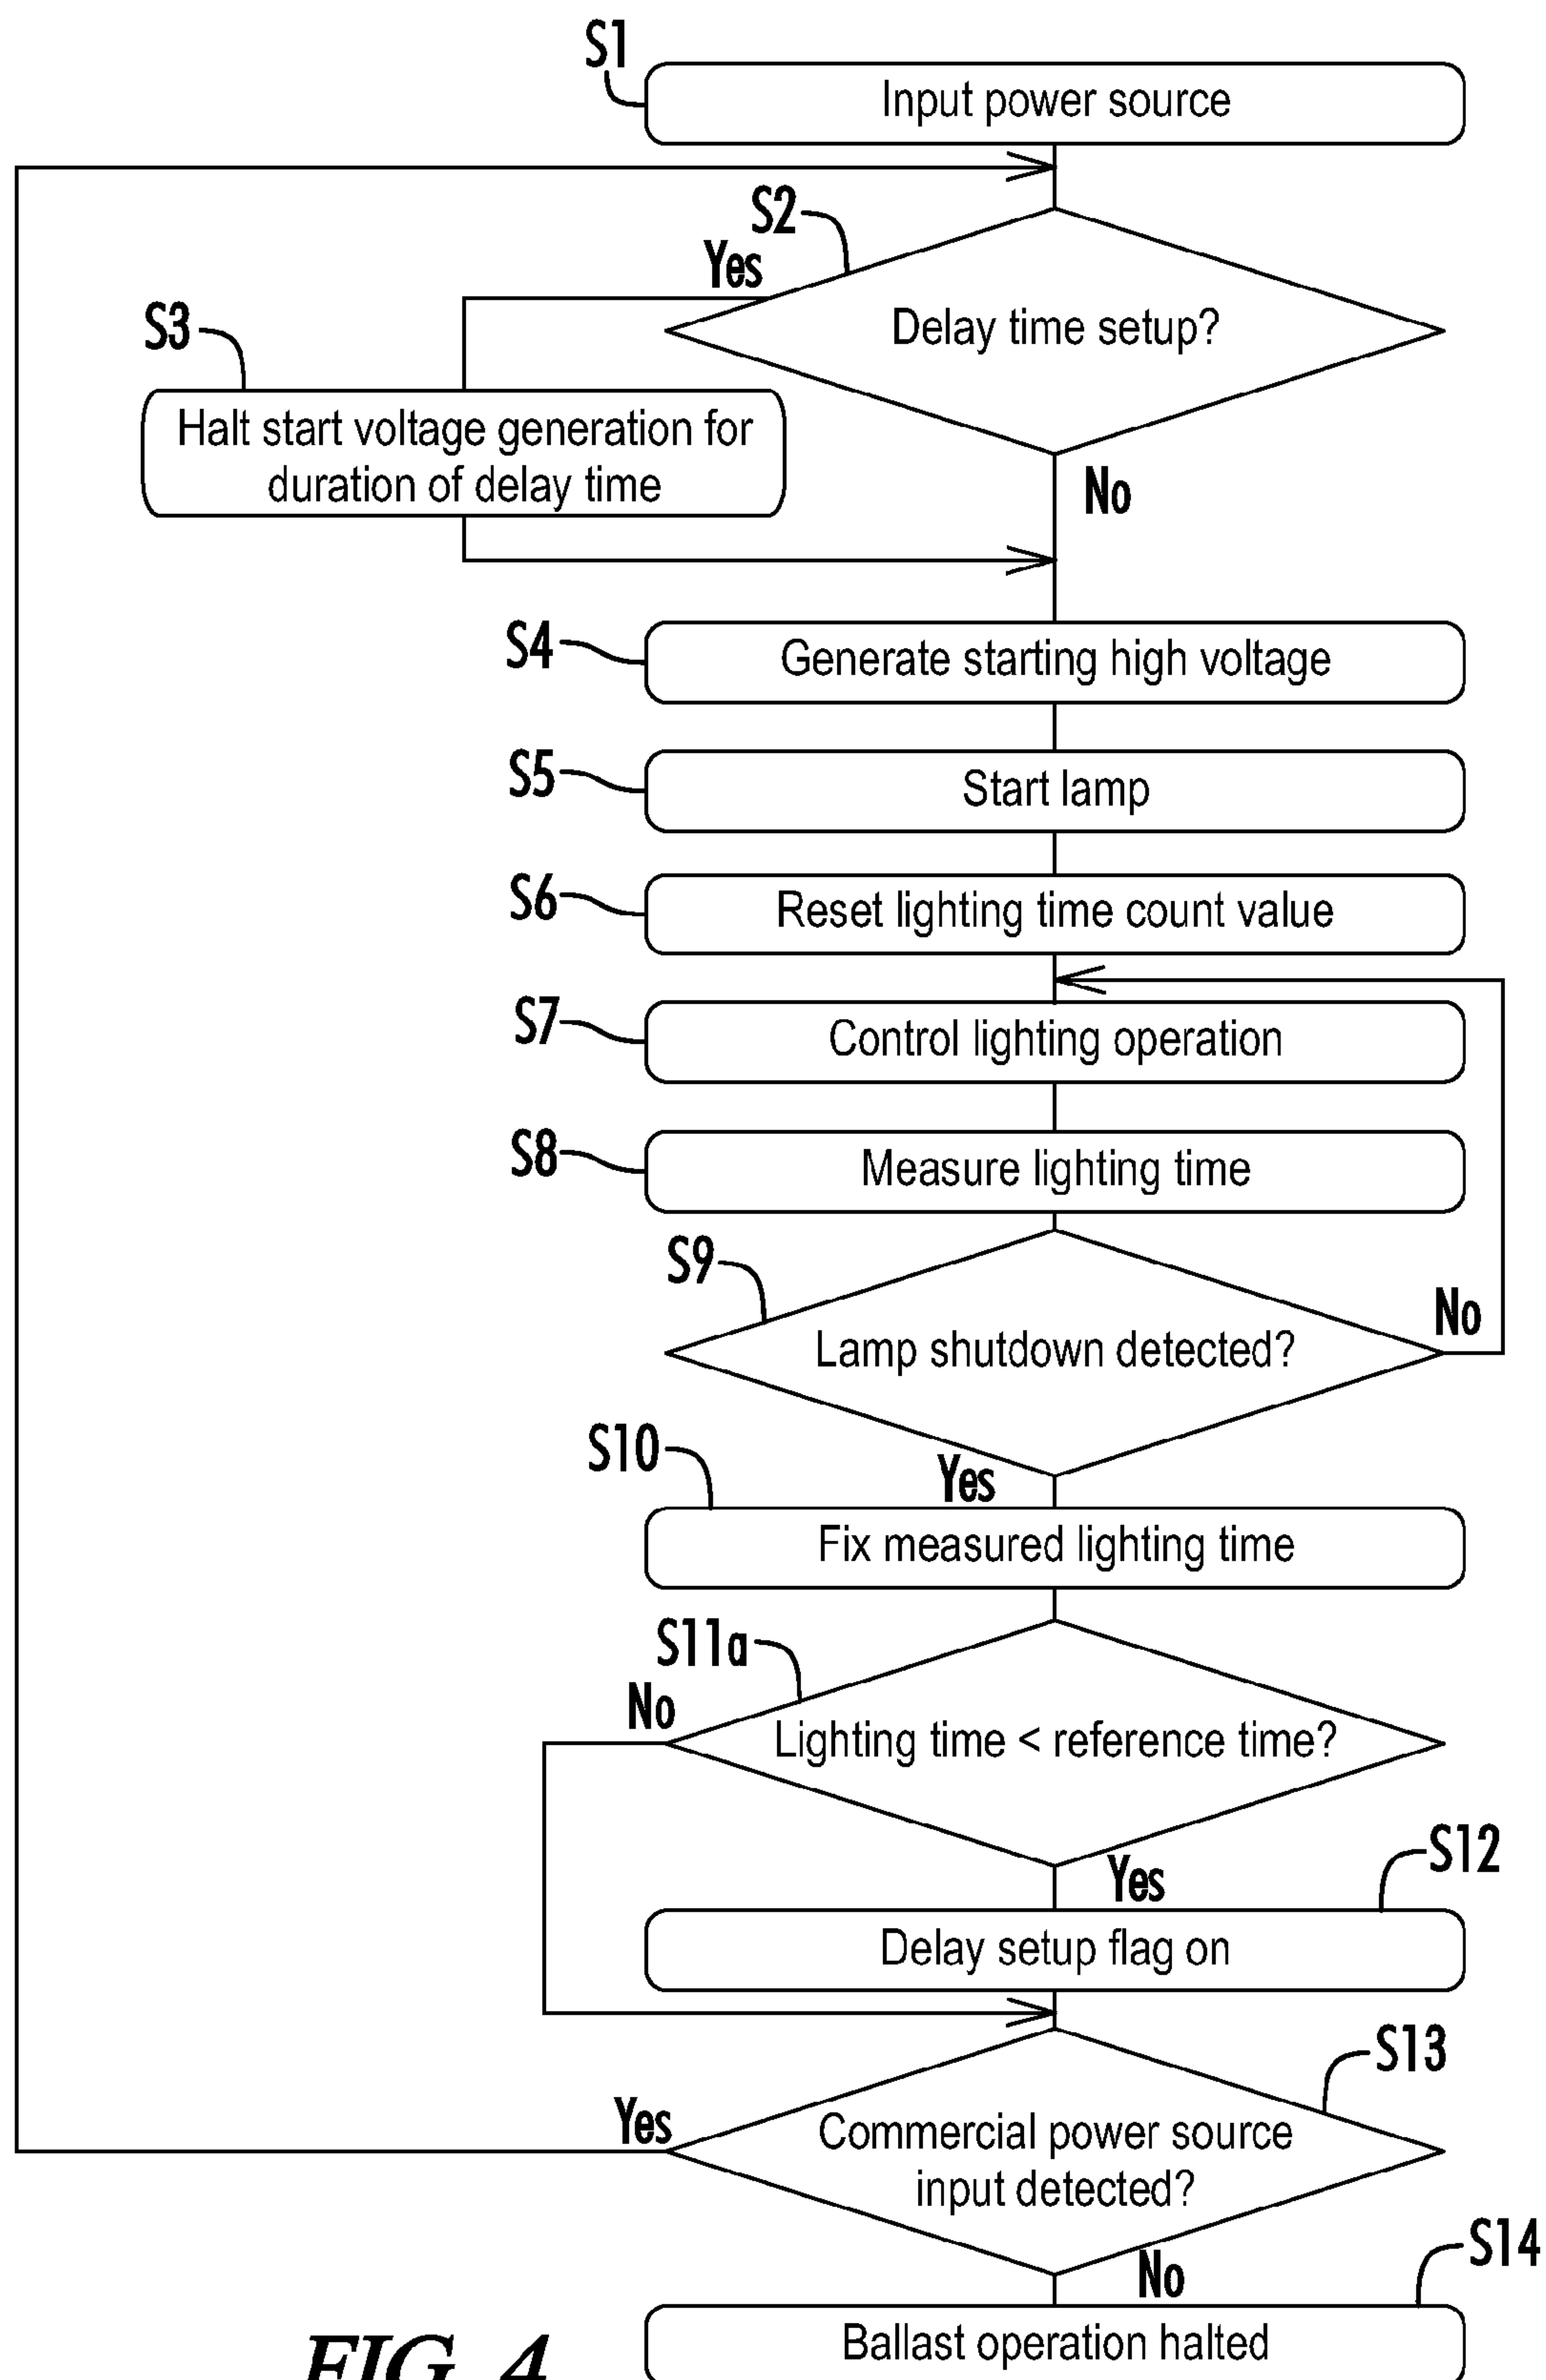 S1
Input power source
S2
Yes
Delay time setup?
S3
Halt start voltage generation for
duration of delay time
No
S4
Generate starting high voltage
S5
Start lamp
S6
Reset lighting time count value
S7
Control lighting operation
S8
Measure lighting time
S9
No
Lamp shutdown detected?
S10
Yes
Fix measured lighting time
S11a
No
Lighting time < reference time?
S12
Yes
Delay setup flag on
S13
Yes
Commercial power source
input detected?
S14
No
Ballast operation halted
FIG. 4